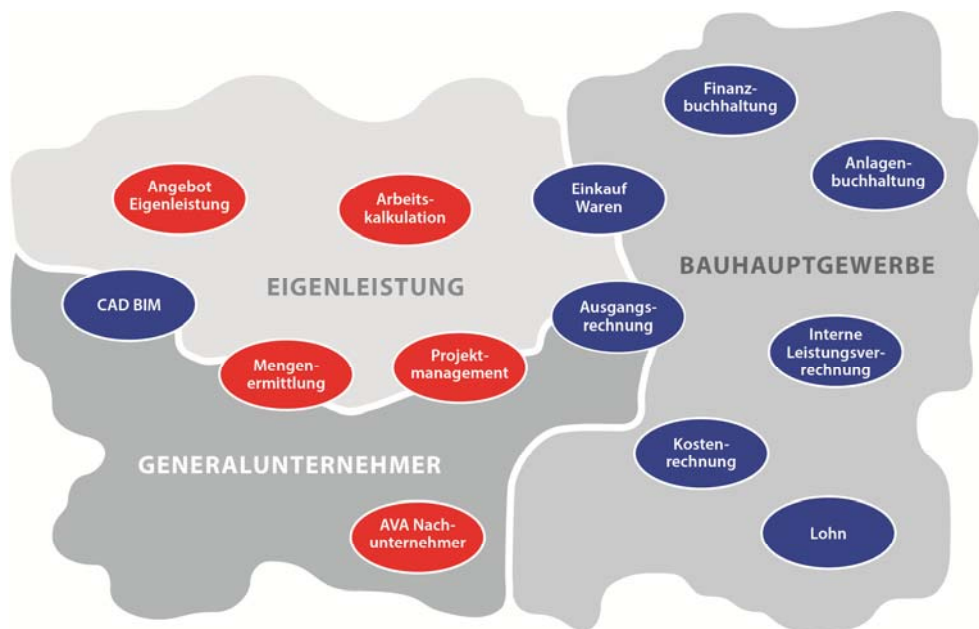 Finanz-
buchhaltung
Anlagen-
buchhaltung
Angebot
Eigenleistung
Arbeits-
kalkulation
Einkauf
Waren
BAUHAUPTGEWERBE
EIGENLEISTUNG
CAD BIM
Ausgangs-
rechnung
Interne
Leistungsver-
rechnung
Mengen-
ermittlung
Projekt-
management
GENERALUNTERNEHMER
Kosten-
rechnung
AVA Nach-
unternehmer
Lohn